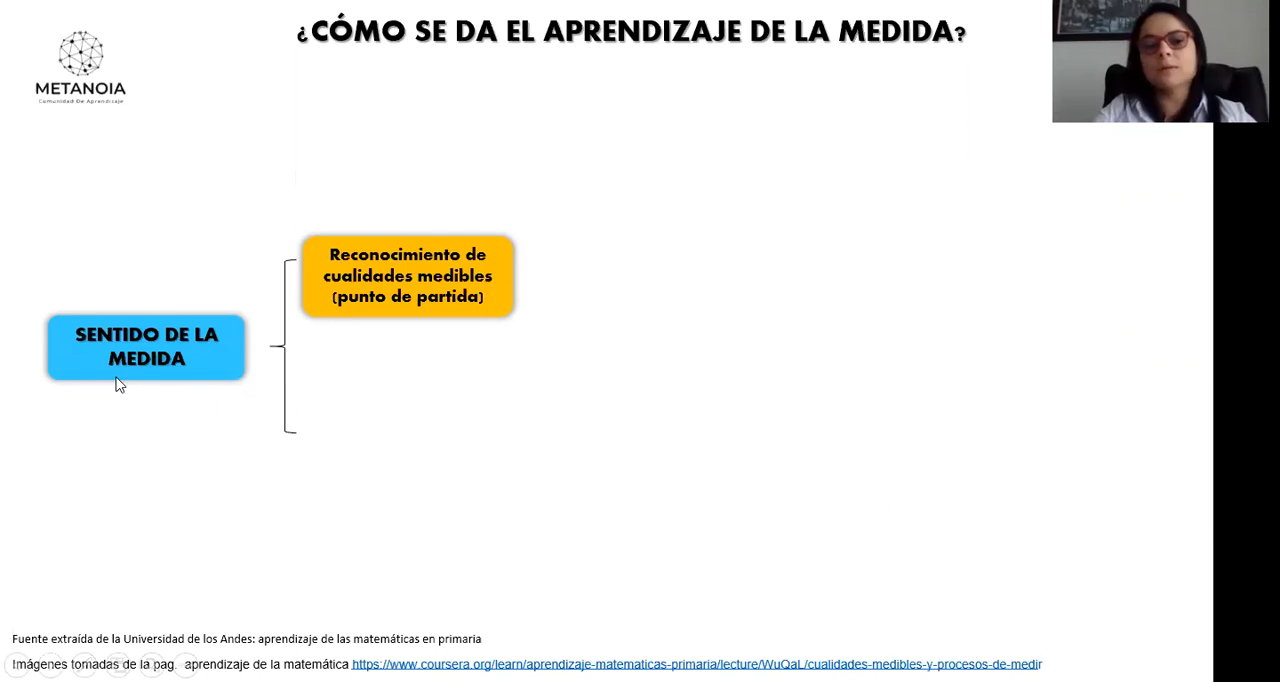 ¿CÓMO SE DA EL APRENDIZAJE DE LA MEDIDA?
METANOIA
Comunidad De Aprendizaje
Reconocimiento de
cualidades medibles
(punto de partida)
SENTIDO DE LA
MEDIDA
Fuente extraída de la Universidad de los Andes: aprendizaje de las matemáticas en primaria
Imágenes tomadas de la pag. aprendizaje de la matemática https://www.coursera.org/learn/aprendizaje-matematicas-primaria/lecture/WuQaL/cualidades-medibles-y-procesos-de-medir